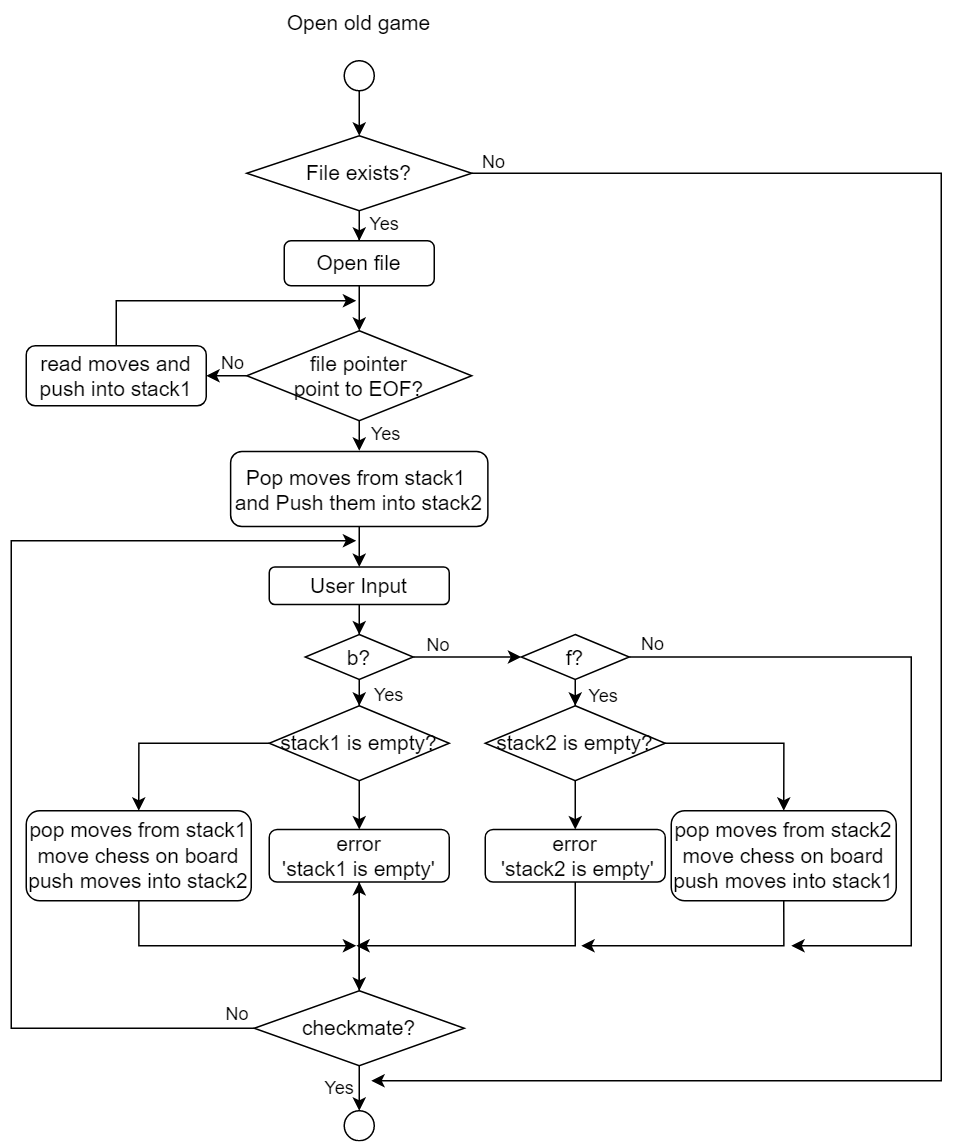 Open old game
File exists?
No
Yes
Open file
read moves and
push into stack1
No
file pointer
point to EOF?
Yes
Pop moves from stack1
and Push them into stack2
User Input
b?
No
f?
No
Yes
Yes
stack1 is empty?
stack2 is empty?
pop moves from stack1
move chess on board
push moves into stack2
error
'stack1 is empty'
error
'stack2 is empty'
pop moves from stack2
move chess on board
push moves into stack1
No
checkmate?
Yes